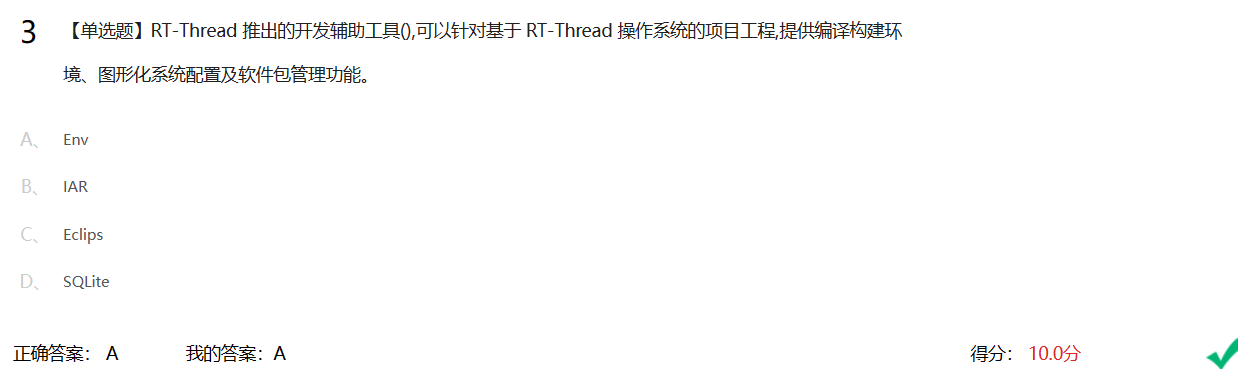 3 【单选题】RT-Thread 推出的开发辅助工具(),可以针对基于 RT-Thread 操作系统的项目工程,提供编译构建环
境、图形化系统配置及软件包管理功能。
A、 Env
B、 IAR
C、 Eclips
D、 SQLite
正确答案： A 我的答案：A 得分： 10.0分